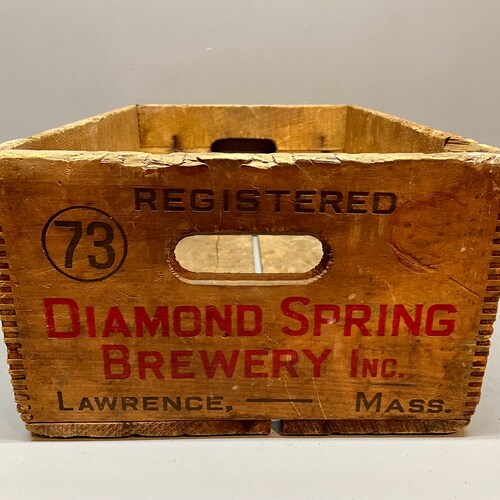 REGISTERED
73
DIAMOND SPRING
BREWERY INC.
LAWRENCE, — MASS.